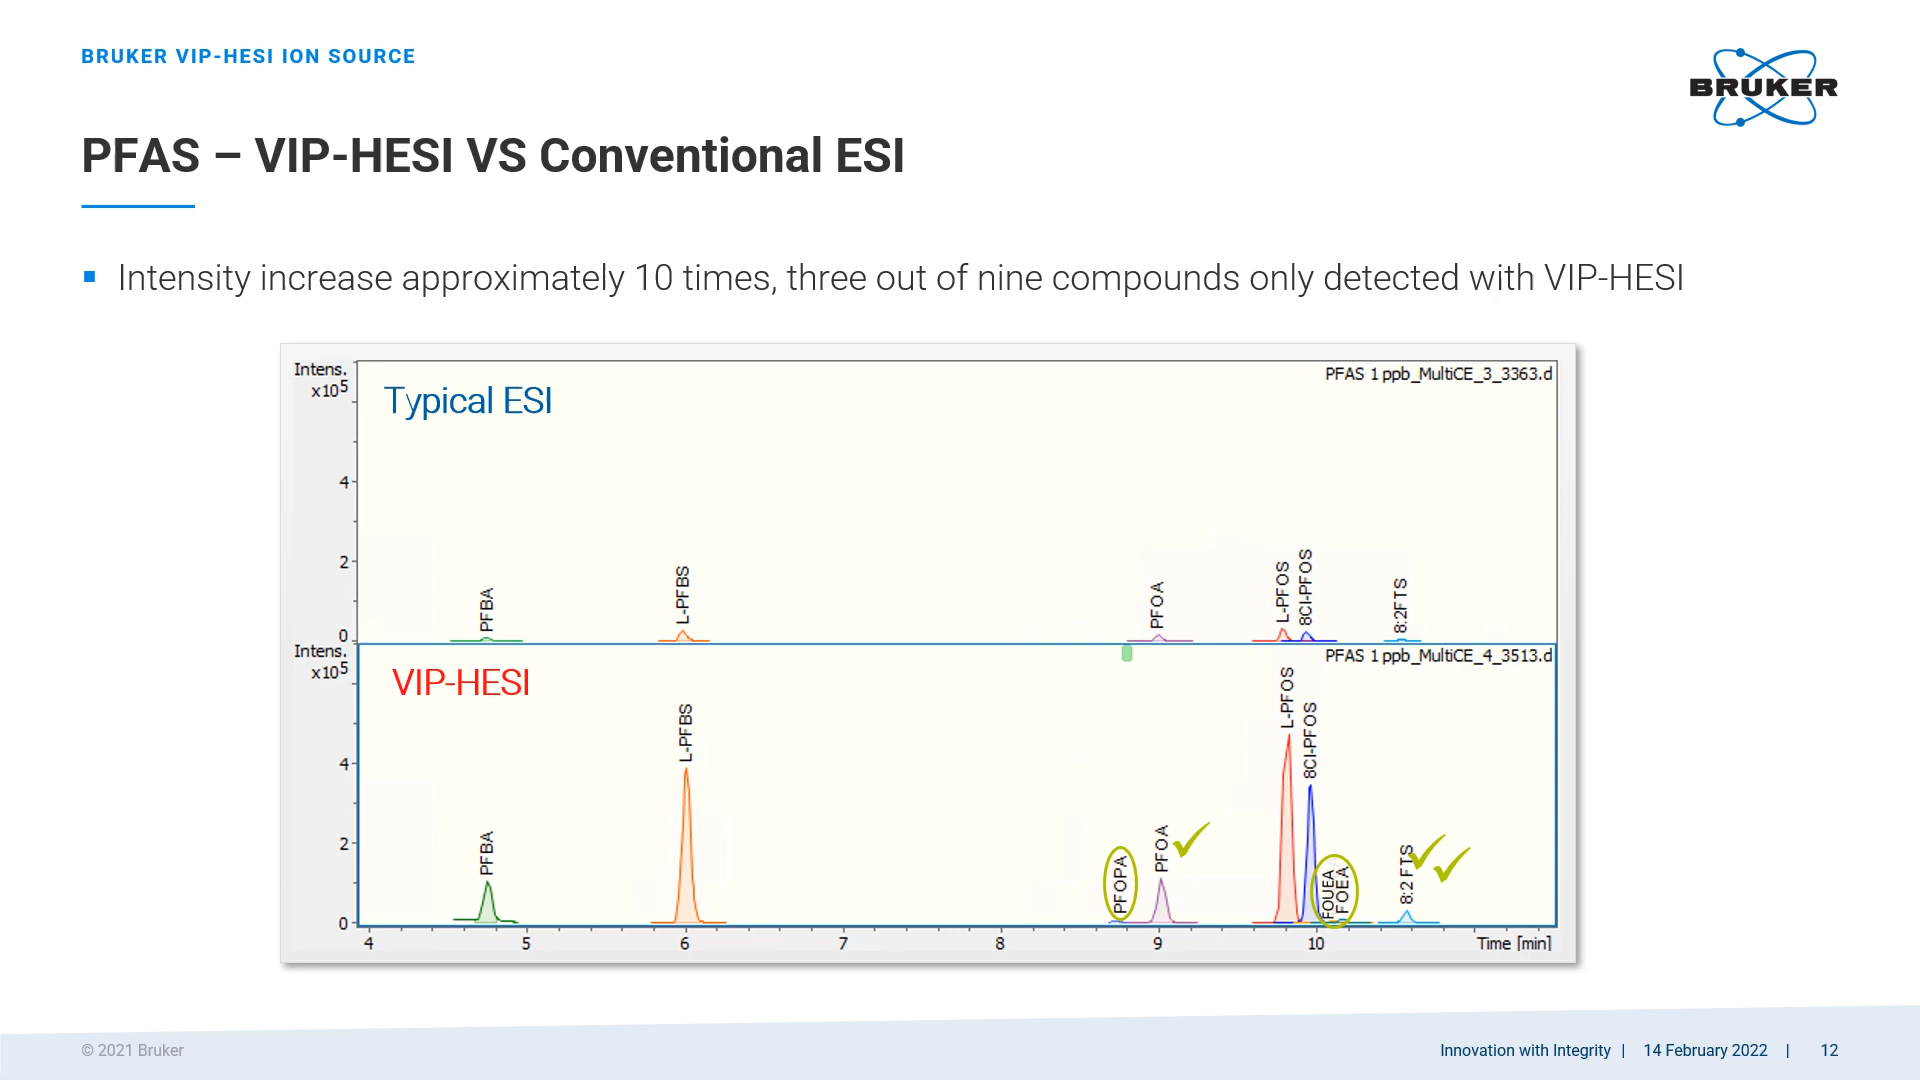 BRUKER VIP-HESI ION SOURCE
BRUKER
PFAS – VIP-HESI VS Conventional ESI
Intensity increase approximately 10 times, three out of nine compounds only detected with VIP-HESI
Intens.
x10^5
Typical ESI
PFAS 1 ppb_MultiCE_3_3363.d
4
2
0
PFBA
L-PFBS
PFOA
L-PFOS
8Cl-PFOS
8:2FTS
Intens.
x10^5
VIP-HESI
PFAS 1 ppb_MultiCE_4_3513.d
4
2
0
PFBA
L-PFBS
PFOPA
PFOA
L-PFOS
8Cl-PFOS
FOUEA
FOEA
8:2 FTS
4 5 6 7 8 9 10 Time [min]
© 2021 Bruker
Innovation with Integrity | 14 February 2022 | 12